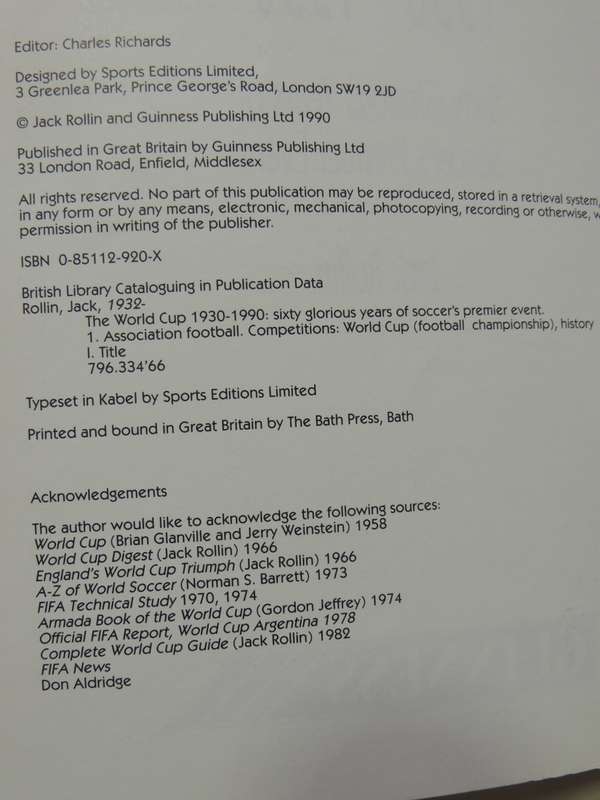 Editor: Charles Richards
Designed by Sports Editions Limited,
3 Greenlea Park, Prince George's Road, London SW19 2JD
© Jack Rollin and Guinness Publishing Ltd 1990
Published in Great Britain by Guinness Publishing Ltd
33 London Road, Enfield, Middlesex
All rights reserved. No part of this publication may be reproduced, stored in a retrieval system,
in any form or by any means, electronic, mechanical, photocopying, recording or otherwise, w
permission in writing of the publisher.
ISBN 0-85112-920-X
British Library Cataloguing in Publication Data
Rollin, Jack, 1932-
The World Cup 1930-1990: sixty glorious years of soccer's premier event.
1. Association football. Competitions: World Cup (football championship), history
I. Title
796.334'66
Typeset in Kabel by Sports Editions Limited
Printed and bound in Great Britain by The Bath Press, Bath
Acknowledgements
The author would like to acknowledge the following sources:
World Cup (Brian Glanville and Jerry Weinstein) 1958
World Cup Digest (Jack Rollin) 1966
England's World Cup Triumph (Jack Rollin) 1966
A-Z of World Soccer (Norman S. Barrett) 1973
FIFA Technical Study 1970, 1974
Armada Book of the World Cup (Gordon Jeffrey) 1974
Official FIFA Report, World Cup Argentina 1978
Complete World Cup Guide (Jack Rollin) 1982
FIFA News
Don Aldridge